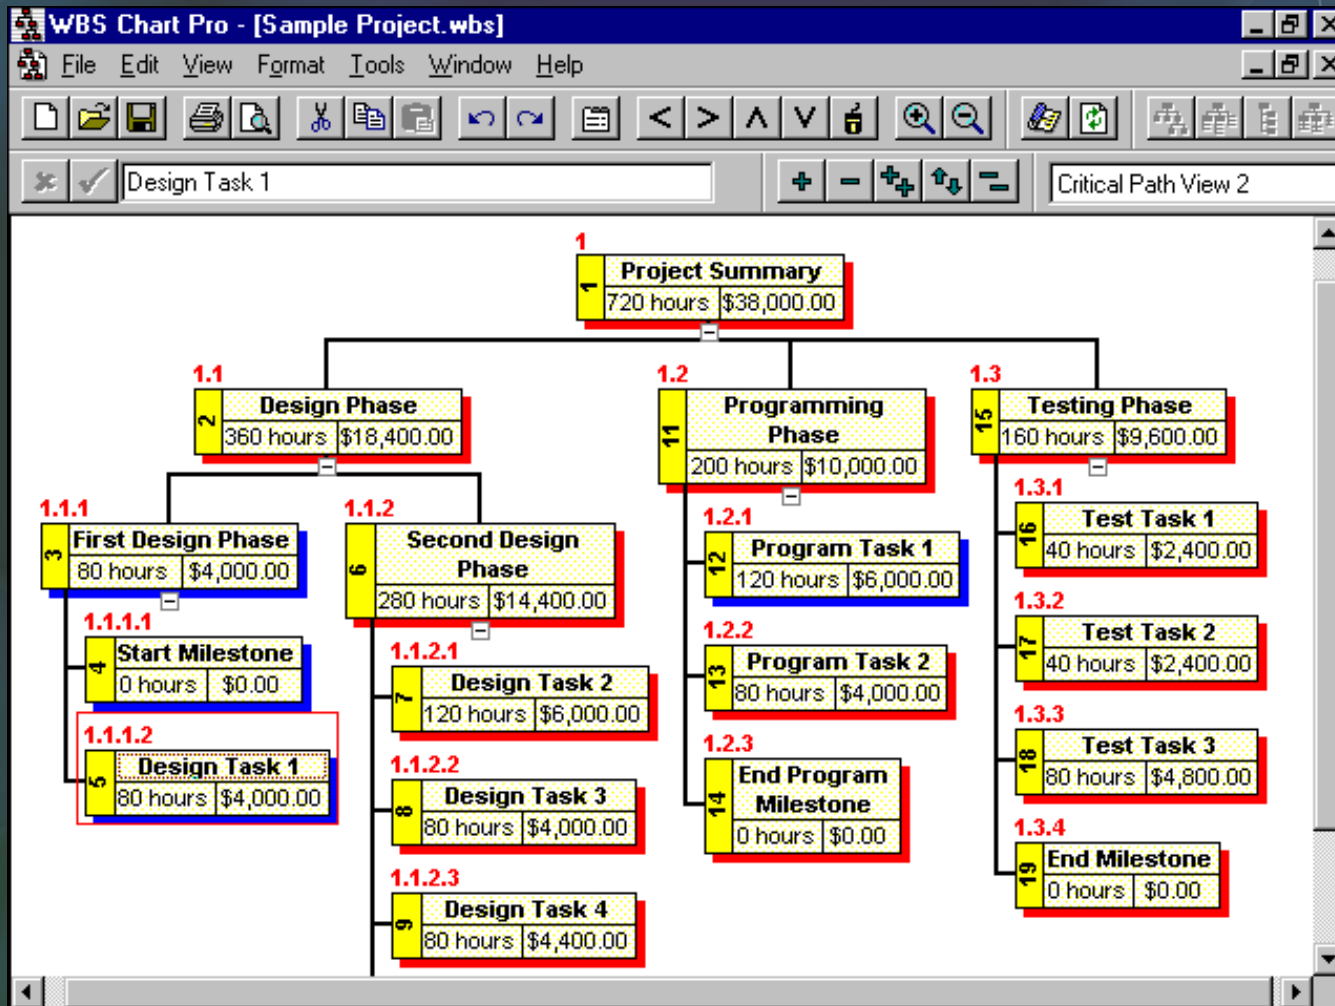 WBS Chart Pro - [Sample Project.wbs]
File Edit View Format Tools Window Help
Design Task 1
Critical Path View 2
1
1 Project Summary
720 hours $38,000.00
1.1
2 Design Phase
360 hours $18,400.00
1.2
11 Programming
Phase
200 hours $10,000.00
1.3
15 Testing Phase
160 hours $9,600.00
1.1.1
3 First Design Phase
80 hours $4,000.00
1.1.1.1
4 Start Milestone
0 hours $0.00
1.1.1.2
5 Design Task 1
80 hours $4,000.00
1.1.2
6 Second Design
Phase
280 hours $14,400.00
1.1.2.1
7 Design Task 2
120 hours $6,000.00
1.1.2.2
8 Design Task 3
80 hours $4,000.00
1.1.2.3
9 Design Task 4
80 hours $4,400.00
1.2.1
12 Program Task 1
120 hours $6,000.00
1.2.2
13 Program Task 2
80 hours $4,000.00
1.2.3
14 End Program
Milestone
0 hours $0.00
1.3.1
16 Test Task 1
40 hours $2,400.00
1.3.2
17 Test Task 2
40 hours $2,400.00
1.3.3
18 Test Task 3
80 hours $4,800.00
1.3.4
19 End Milestone
0 hours $0.00